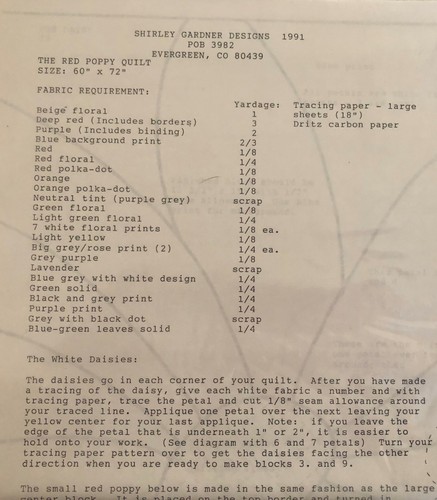 SHIRLEY GARDNER DESIGNS 1991
POB 3982
EVERGREEN, CO 80439
THE RED POPPY QUILT
SIZE: 60" x 72"
FABRIC REQUIREMENT:
Yardage: Tracing paper - large
Beige floral 1 sheets (18")
Deep red (Includes borders) 3 Dritz carbon paper
Purple (Includes binding) 2
Blue background print 2/3
Red 1/8
Red floral 1/4
Red polka-dot 1/8
Orange 1/8
Orange polka-dot 1/8
Neutral tint (purple grey) scrap
Green floral 1/8
Light green floral 1/4
7 white floral prints 1/8 ea.
Light yellow 1/8
Big grey/rose print (2) 1/4 ea.
Grey purple 1/8
Lavender scrap
Blue grey with white design 1/4
Green solid 1/4
Black and grey print 1/4
Purple print 1/4
Grey with black dot scrap
Blue-green leaves solid 1/4
The White Daisies:
The daisies go in each corner of your quilt. After you have made
a tracing of the daisy, give each white fabric a number and with
tracing paper, trace the petal and cut 1/8" seam allowance around
your traced line. Applique one petal over the next leaving your
yellow center for your last applique. Note: if you leave the
edge of the petal that is underneath 1" or 2", it is easier to
hold onto your work. (See diagram with 6 and 7 petals) Turn your
tracing paper pattern over to get the daisies facing the other
direction when you are ready to make blocks 3. and 9.
The small red poppy below is made in the same fashion as the large
center block. It is placed on the top border and turned in